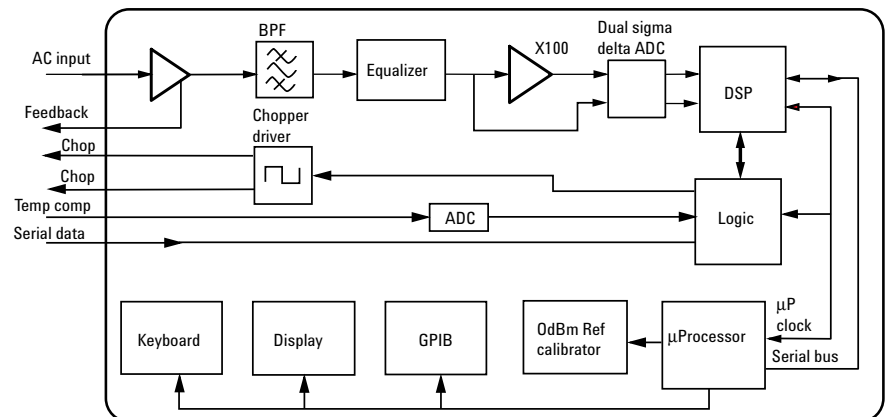 BPF
AC input
X100
Dual sigma
delta ADC
Equalizer
DSP
Feedback
Chopper
driver
Chop
Chop
Temp comp
ADC
Logic
Serial data
Keyboard
Display
GPIB
0dBm Ref
calibrator
μProcessor
μP
clock
Serial bus